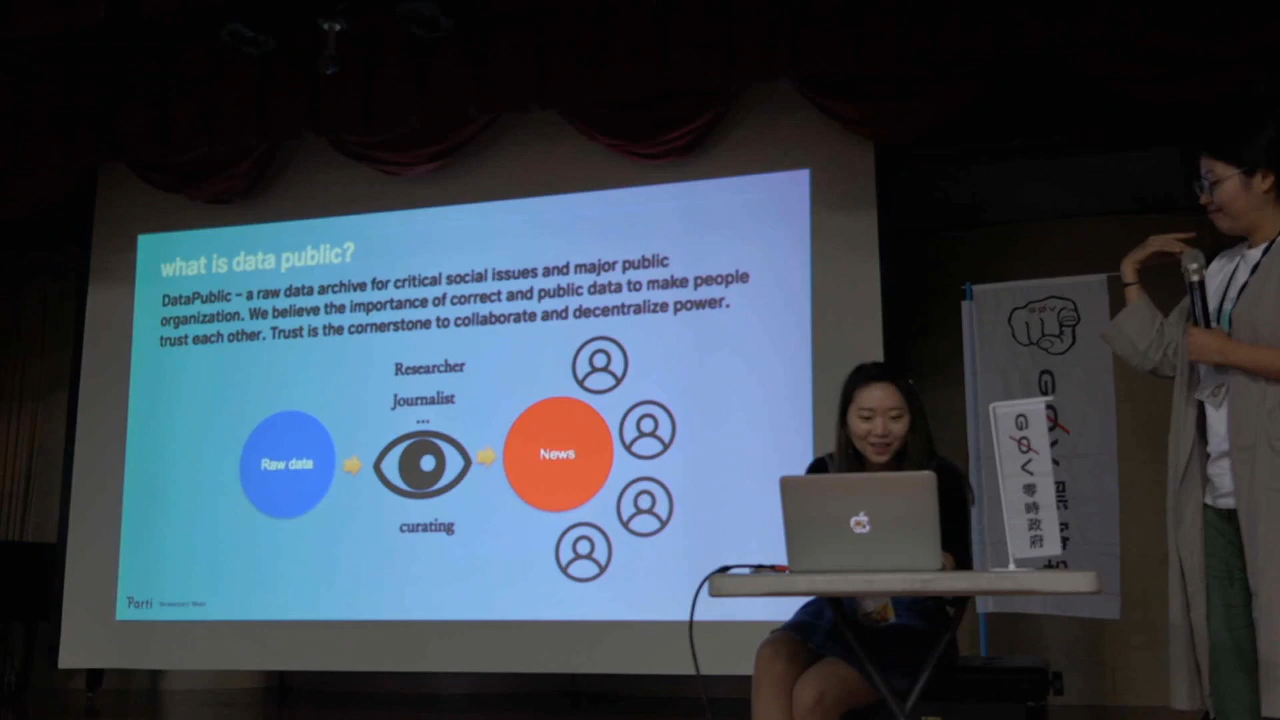 what is data public?
DataPublic – a raw data archive for critical social issues and major public
organization. We believe the importance of correct and public data to make people
trust each other. Trust is the cornerstone to collaborate and decentralize power.
Researcher
Journalist
...
Raw data
News
curating
Parti
GØV
GØV
零時政府